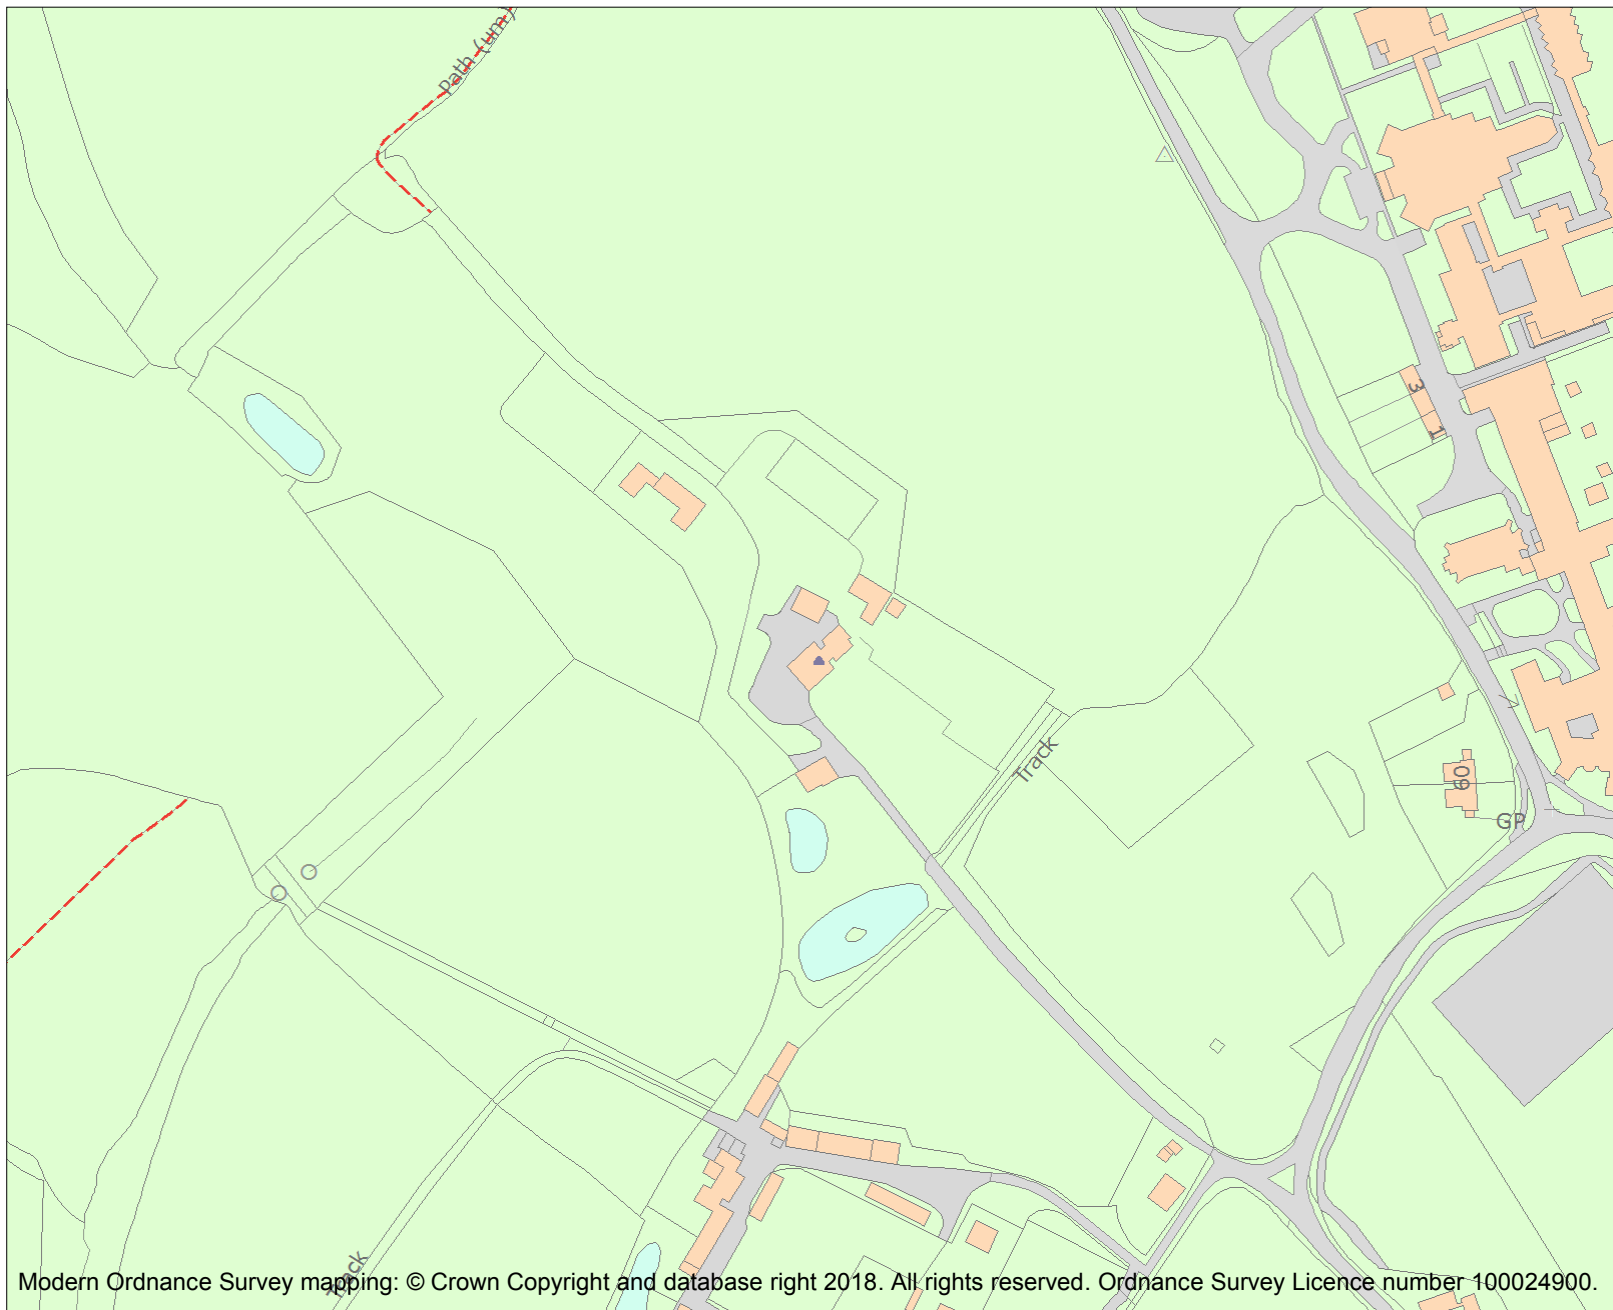 Path (um)
3
1
Track
60
GP
Track
Modern Ordnance Survey mapping: © Crown Copyright and database right 2018. All rights reserved. Ordnance Survey Licence number 100024900.